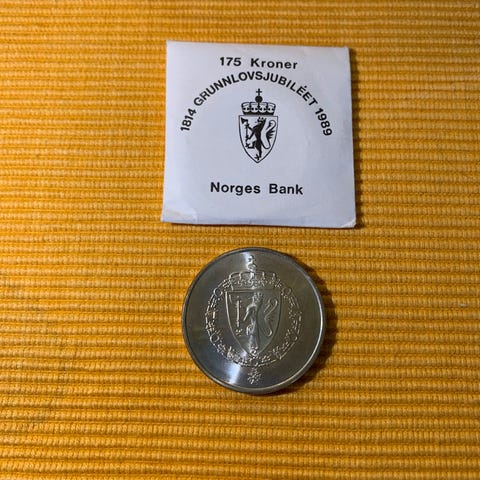 175 Kroner
1814 GRUNNLOVSJUBILÉET 1989
Norges Bank